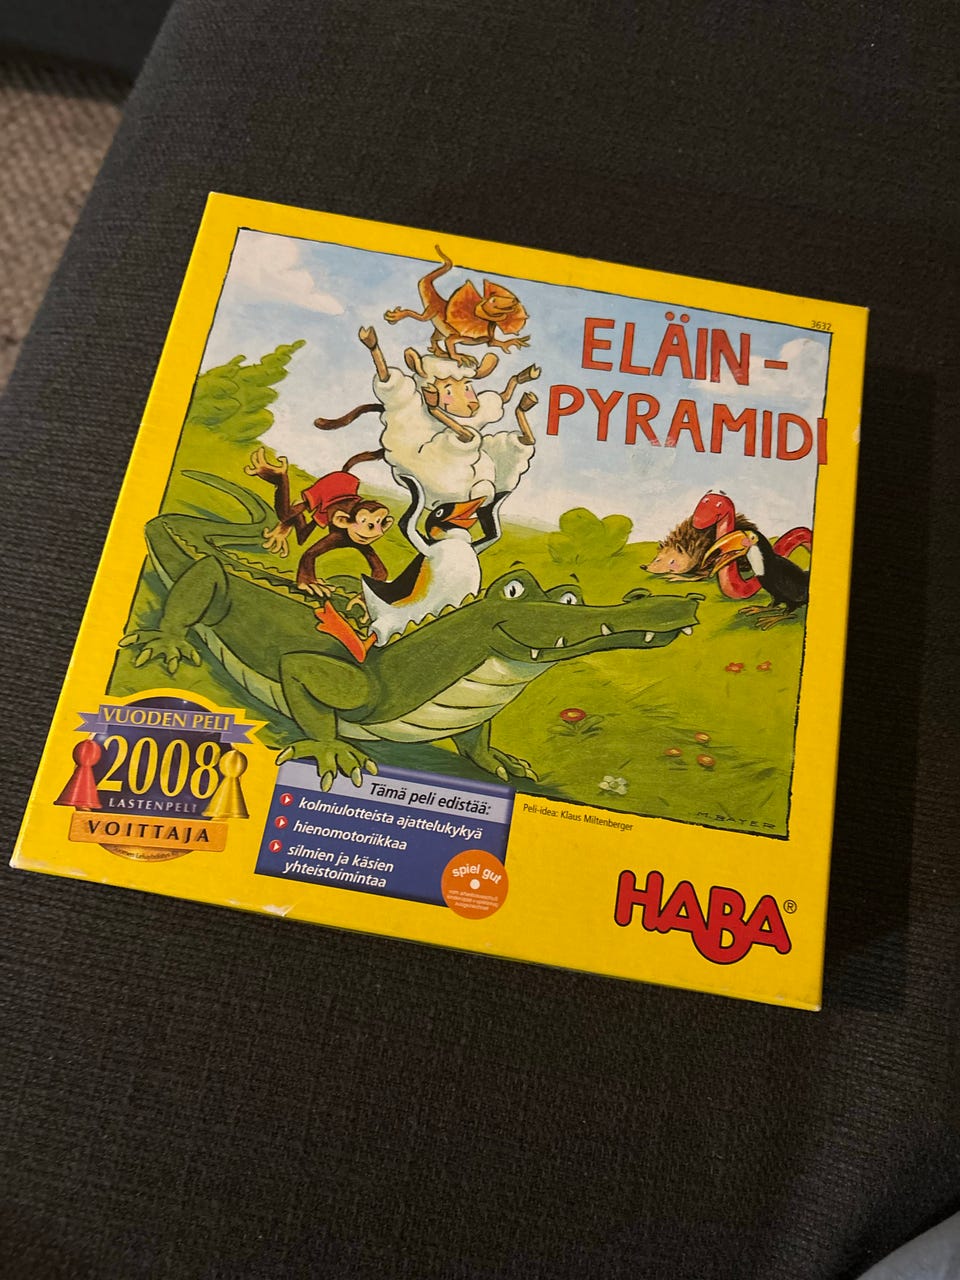 3632
ELÄIN-
PYRAMIDI
VUODEN PELI
2008
LASTENPELI
VOITTAJA
Tämä peli edistää:
kolmiulotteista ajattelukykyä
hienomotoriikkaa
silmien ja käsien
yhteistoimintaa
spiel gut
Peli-idea: Klaus Miltenberger
M. BAYER
HABA®